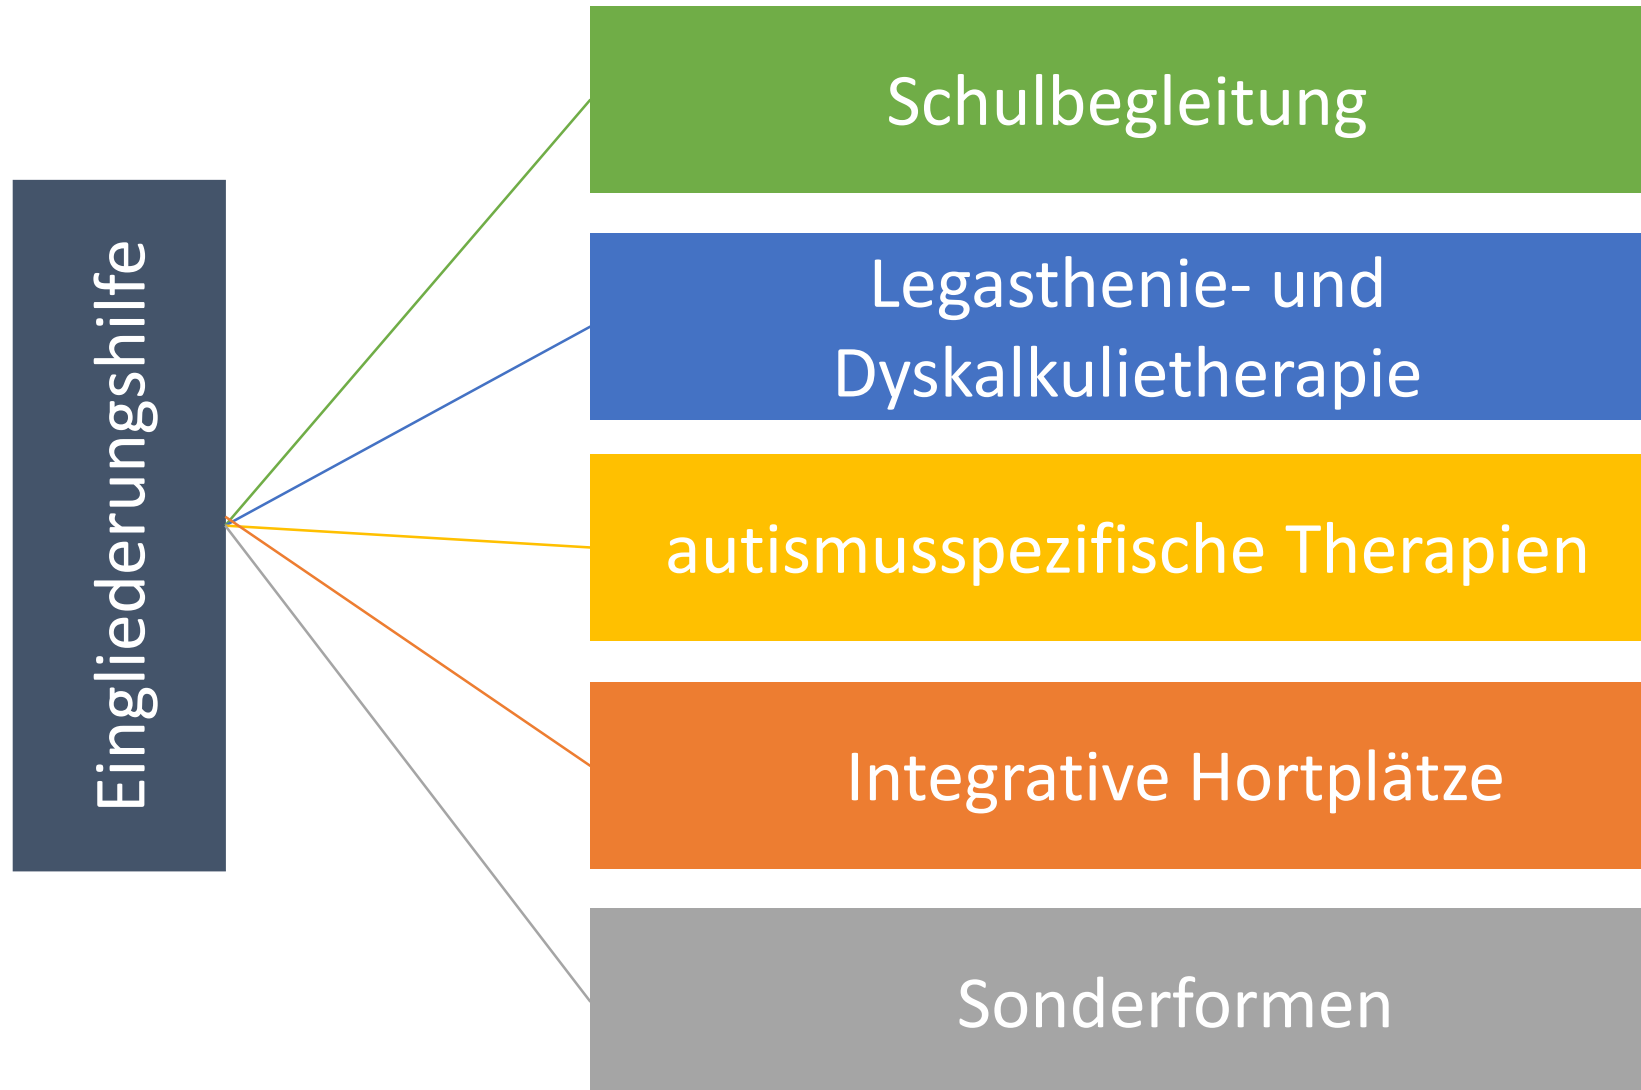 Eingliederungshilfe
Schulbegleitung
Legasthenie- und
Dyskalkulietherapie
autismusspezifische Therapien
Integrative Hortplätze
Sonderformen